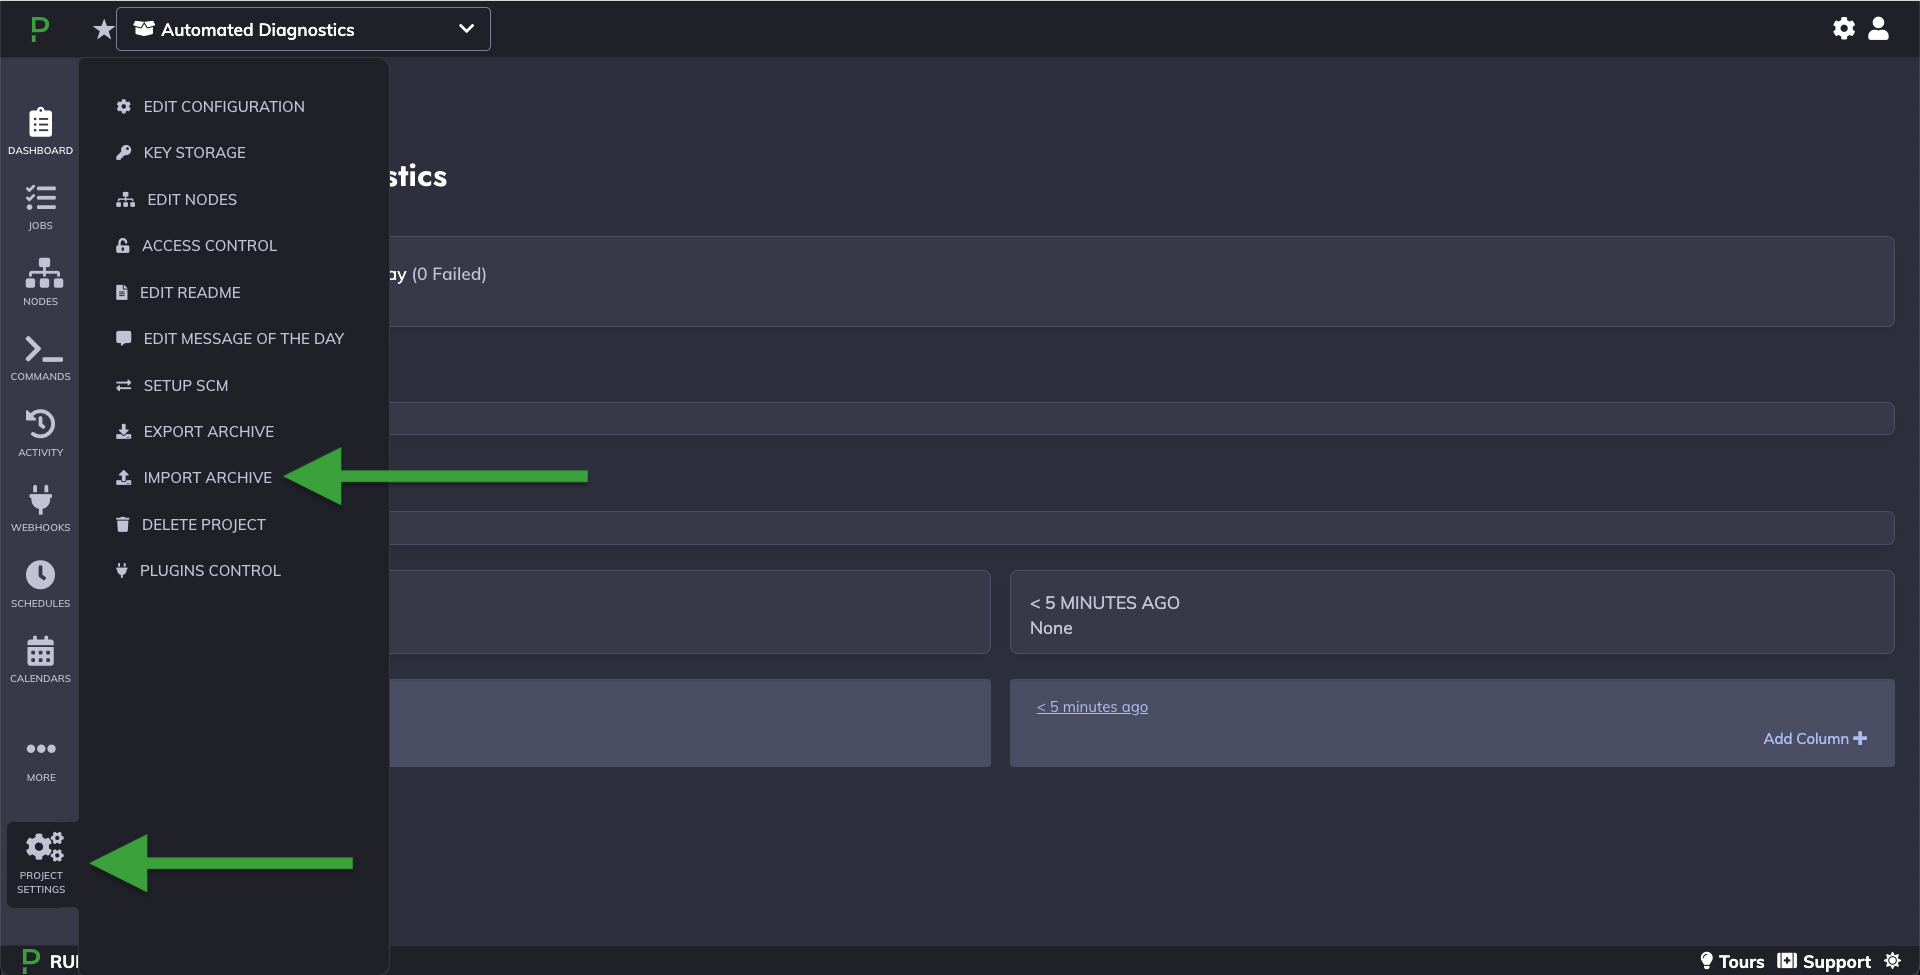 Automated Diagnostics
EDIT CONFIGURATION
KEY STORAGE
EDIT NODES
ACCESS CONTROL
EDIT README
EDIT MESSAGE OF THE DAY
SETUP SCM
EXPORT ARCHIVE
IMPORT ARCHIVE
DELETE PROJECT
PLUGINS CONTROL
DASHBOARD
JOBS
NODES
COMMANDS
ACTIVITY
WEBHOOKS
SCHEDULES
CALENDARS
MORE
PROJECT
SETTINGS
stics
ay (0 Failed)
< 5 MINUTES AGO
None
< 5 minutes ago
Add Column
RU
Tours
Support